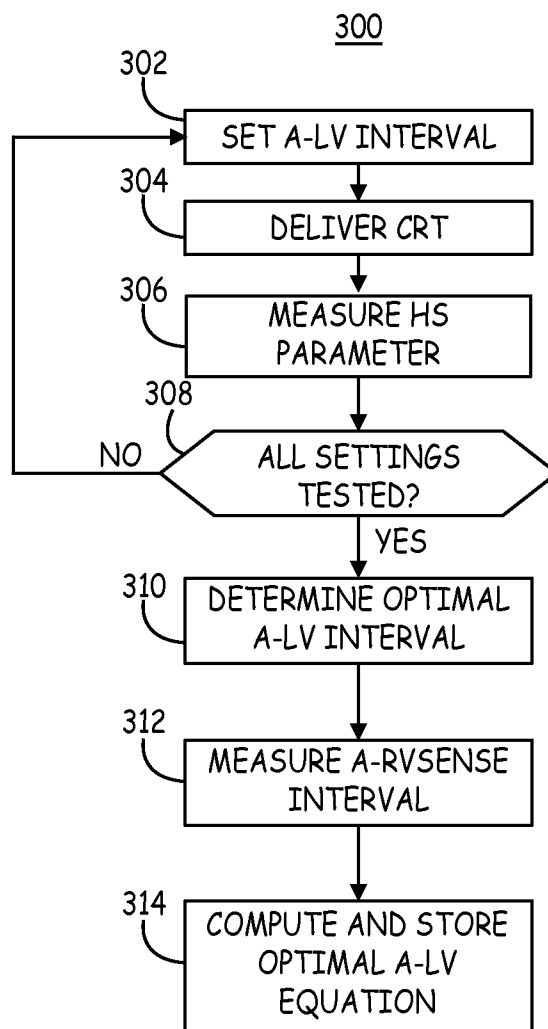 300
302
SET A-LV INTERVAL
304
DELIVER CRT
306
MEASURE HS
PARAMETER
308
NO
ALL SETTINGS
TESTED?
YES
310
DETERMINE OPTIMAL
A-LV INTERVAL
312
MEASURE A-RVSENSE
INTERVAL
314
COMPUTE AND STORE
OPTIMAL A-LV
EQUATION